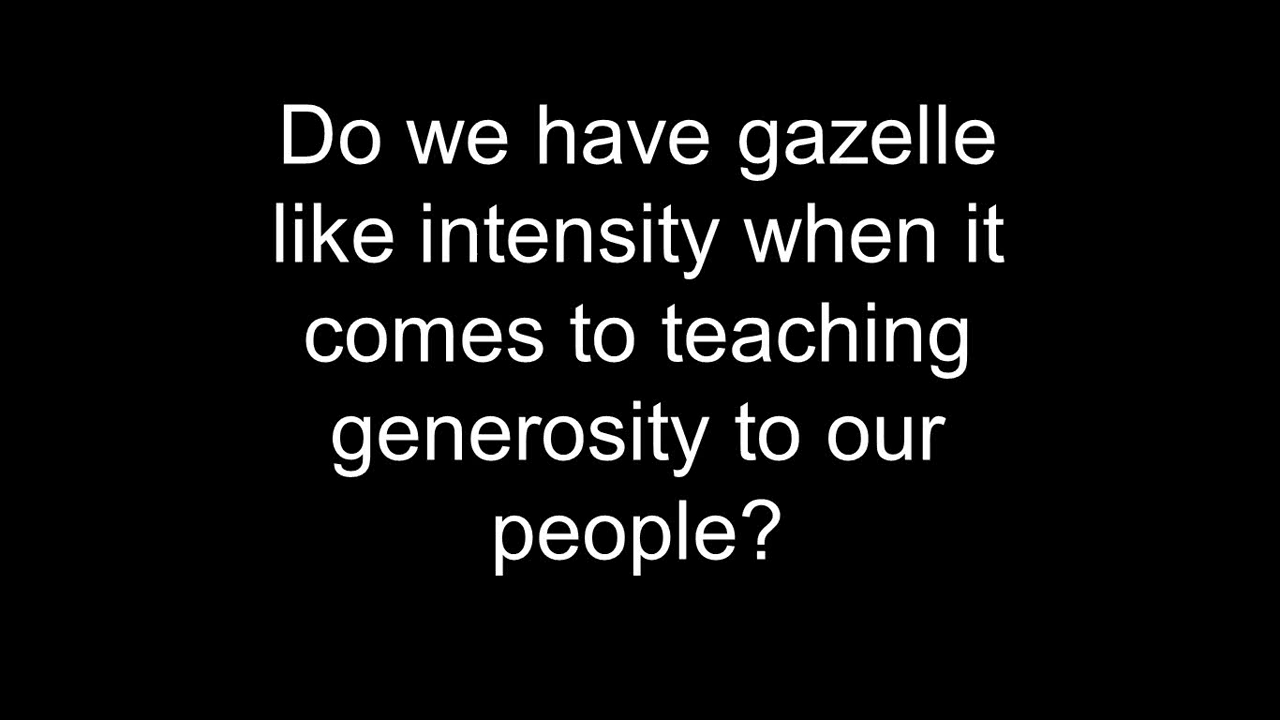 Do we have gazelle
like intensity when it
comes to teaching
generosity to our
people?